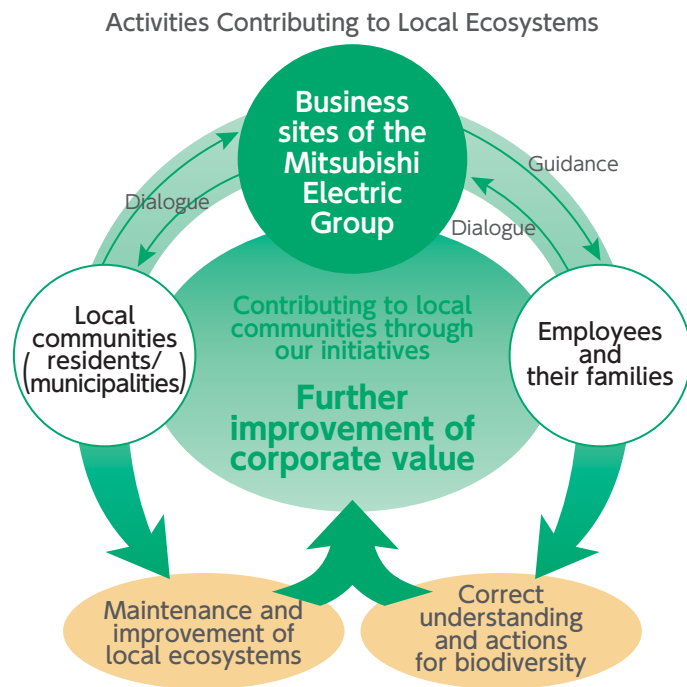 Activities Contributing to Local Ecosystems
Business
sites of the
Mitsubishi
Electric
Group
Dialogue
Guidance
Dialogue
Local
communities
(residents/
municipalities)
Contributing to local
communities through
our initiatives
Further
improvement of
corporate value
Employees
and
their families
Maintenance and
improvement of
local ecosystems
Correct
understanding
and actions
for biodiversity